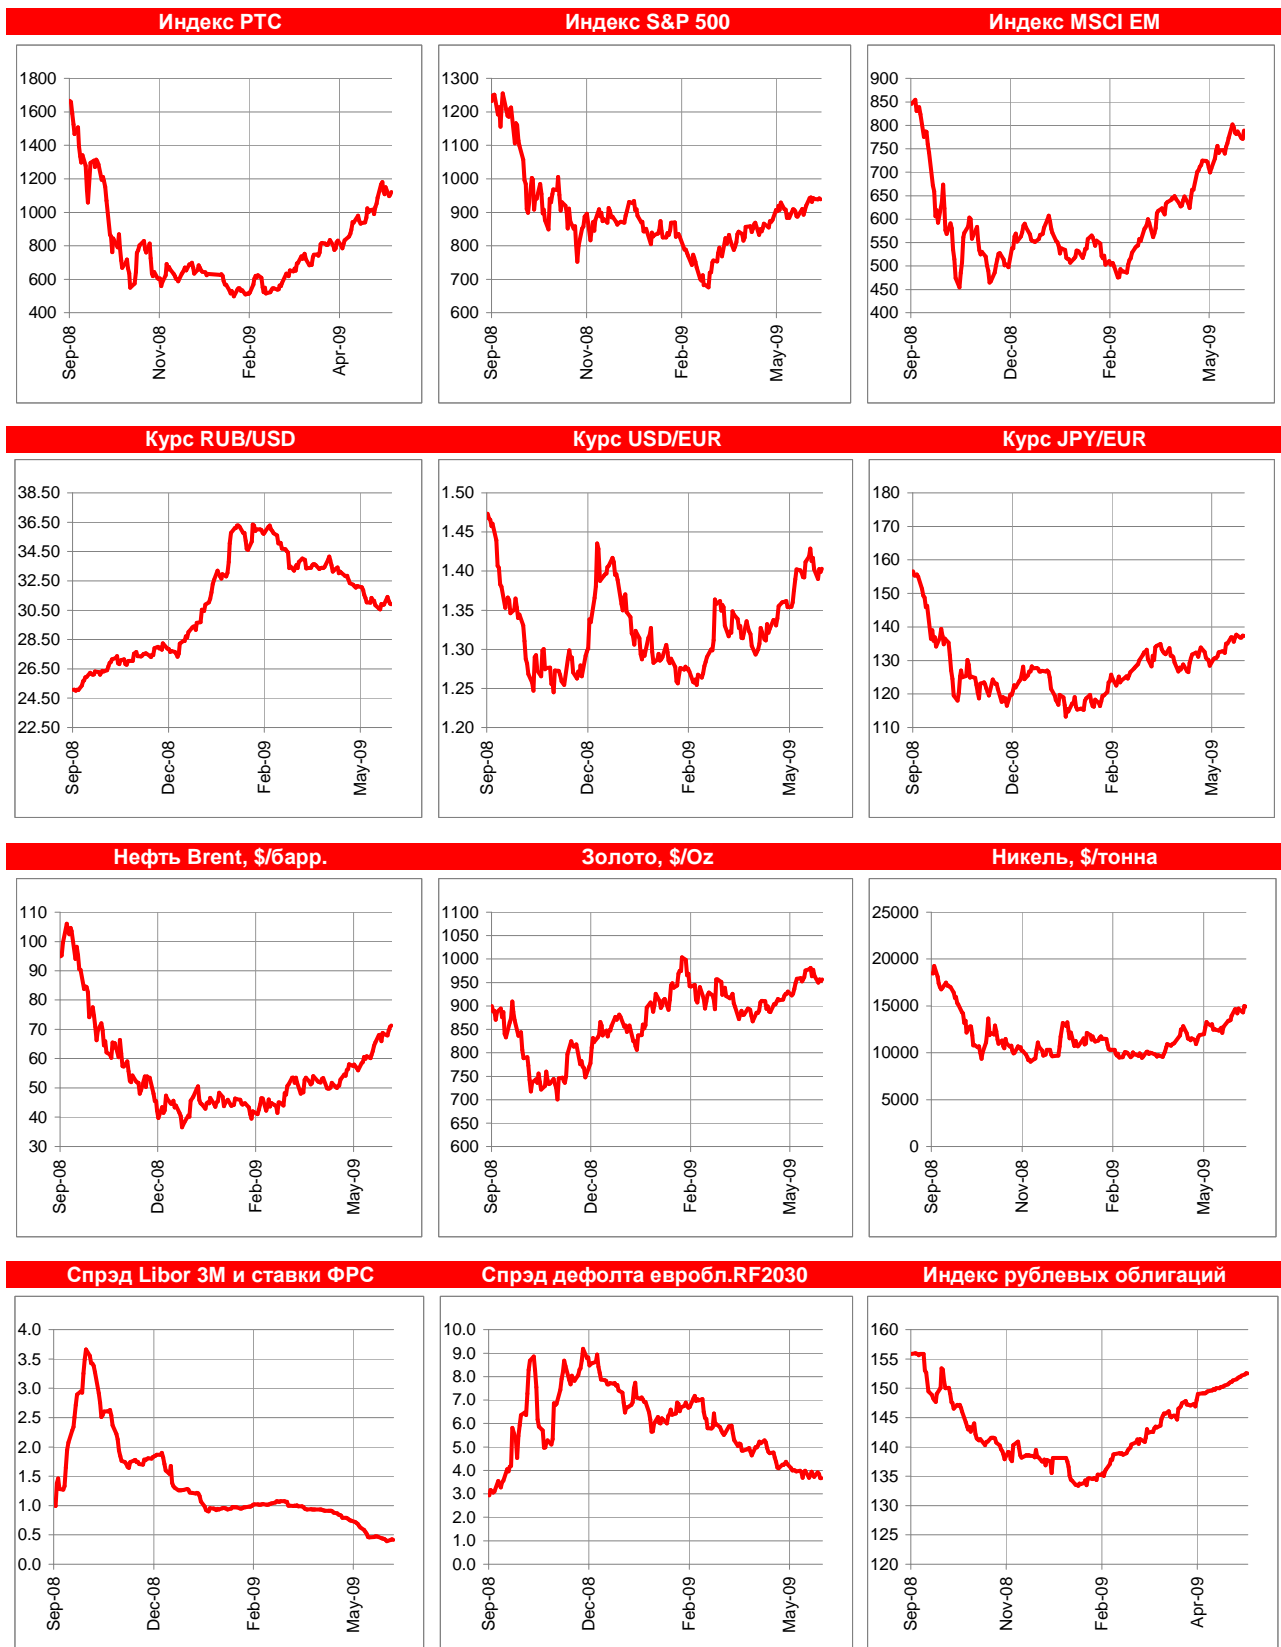 Индекс РТС
Индекс S&P 500
Индекс MSCI EM
1800
1600
1400
1200
1000
800
600
400
Sep-08
Nov-08
Feb-09
Apr-09
1300
1200
1100
1000
900
800
700
600
Sep-08
Nov-08
Feb-09
May-09
900
850
800
750
700
650
600
550
500
450
400
Sep-08
Dec-08
Feb-09
May-09
Курс RUB/USD
Курс USD/EUR
Курс JPY/EUR
38.50
36.50
34.50
32.50
30.50
28.50
26.50
24.50
22.50
Sep-08
Dec-08
Feb-09
May-09
1.50
1.45
1.40
1.35
1.30
1.25
1.20
Sep-08
Dec-08
Feb-09
May-09
180
170
160
150
140
130
120
110
Sep-08
Dec-08
Feb-09
May-09
Нефть Brent, $/барр.
Золото, $/Oz
Никель, $/тонна
110
100
90
80
70
60
50
40
30
Sep-08
Dec-08
Feb-09
May-09
1100
1050
1000
950
900
850
800
750
700
650
600
Sep-08
Dec-08
Feb-09
May-09
25000
20000
15000
10000
5000
0
Sep-08
Nov-08
Feb-09
May-09
Спрэд Libor 3M и ставки ФРС
Спрэд дефолта евробл.RF2030
Индекс рублевых облигаций
4.0
3.5
3.0
2.5
2.0
1.5
1.0
0.5
0.0
Sep-08
Dec-08
Feb-09
May-09
10.0
9.0
8.0
7.0
6.0
5.0
4.0
3.0
2.0
1.0
0.0
Sep-08
Dec-08
Feb-09
May-09
160
155
150
145
140
135
130
125
120
Sep-08
Nov-08
Feb-09
Apr-09